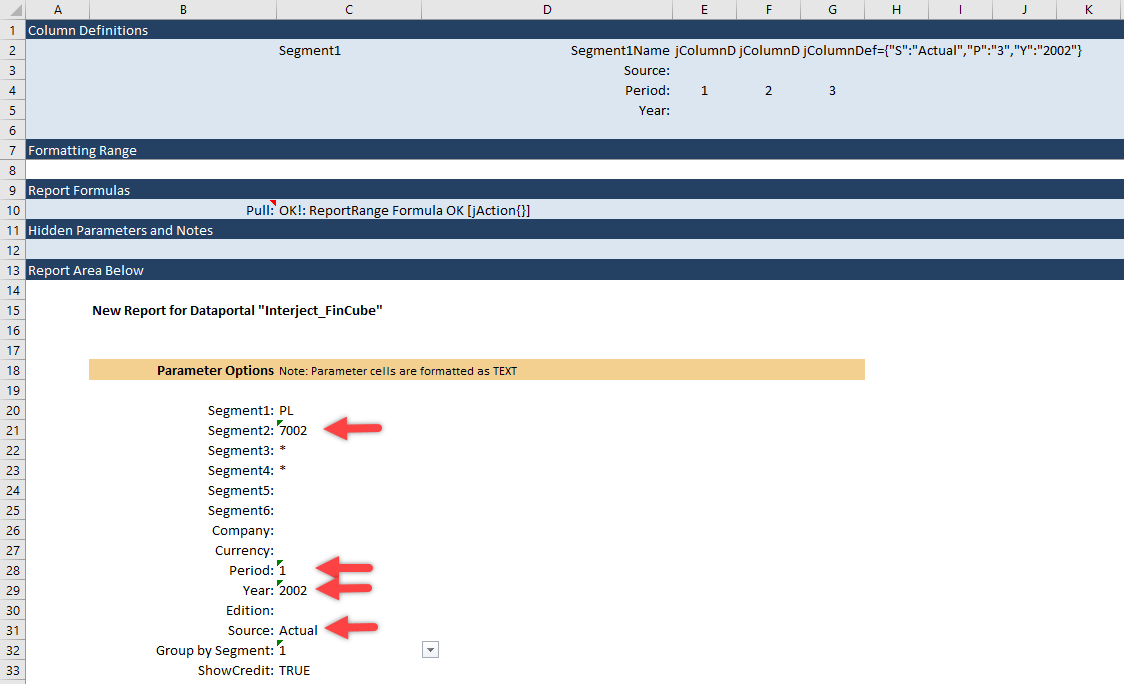 A B C D E F G H I J K
1 Column Definitions
2 Segment1 Segment1Name jColumnD jColumnD jColumnDef={"S":"Actual","P":"3","Y":"2002"}
3 Source:
4 Period: 1 2 3
5 Year:
6
7 Formatting Range
8
9 Report Formulas
10 Pull: OK!: ReportRange Formula OK [jAction{}]
11 Hidden Parameters and Notes
12
13 Report Area Below
14
15 New Report for Dataportal "Interject_FinCube"
16
17
18 Parameter Options Note: Parameter cells are formatted as TEXT
19
20 Segment1: PL
21 Segment2: 7002
22 Segment3: *
23 Segment4: *
24 Segment5:
25 Segment6:
26 Company:
27 Currency:
28 Period: 1
29 Year: 2002
30 Edition:
31 Source: Actual
32 Group by Segment: 1
33 ShowCredit: TRUE